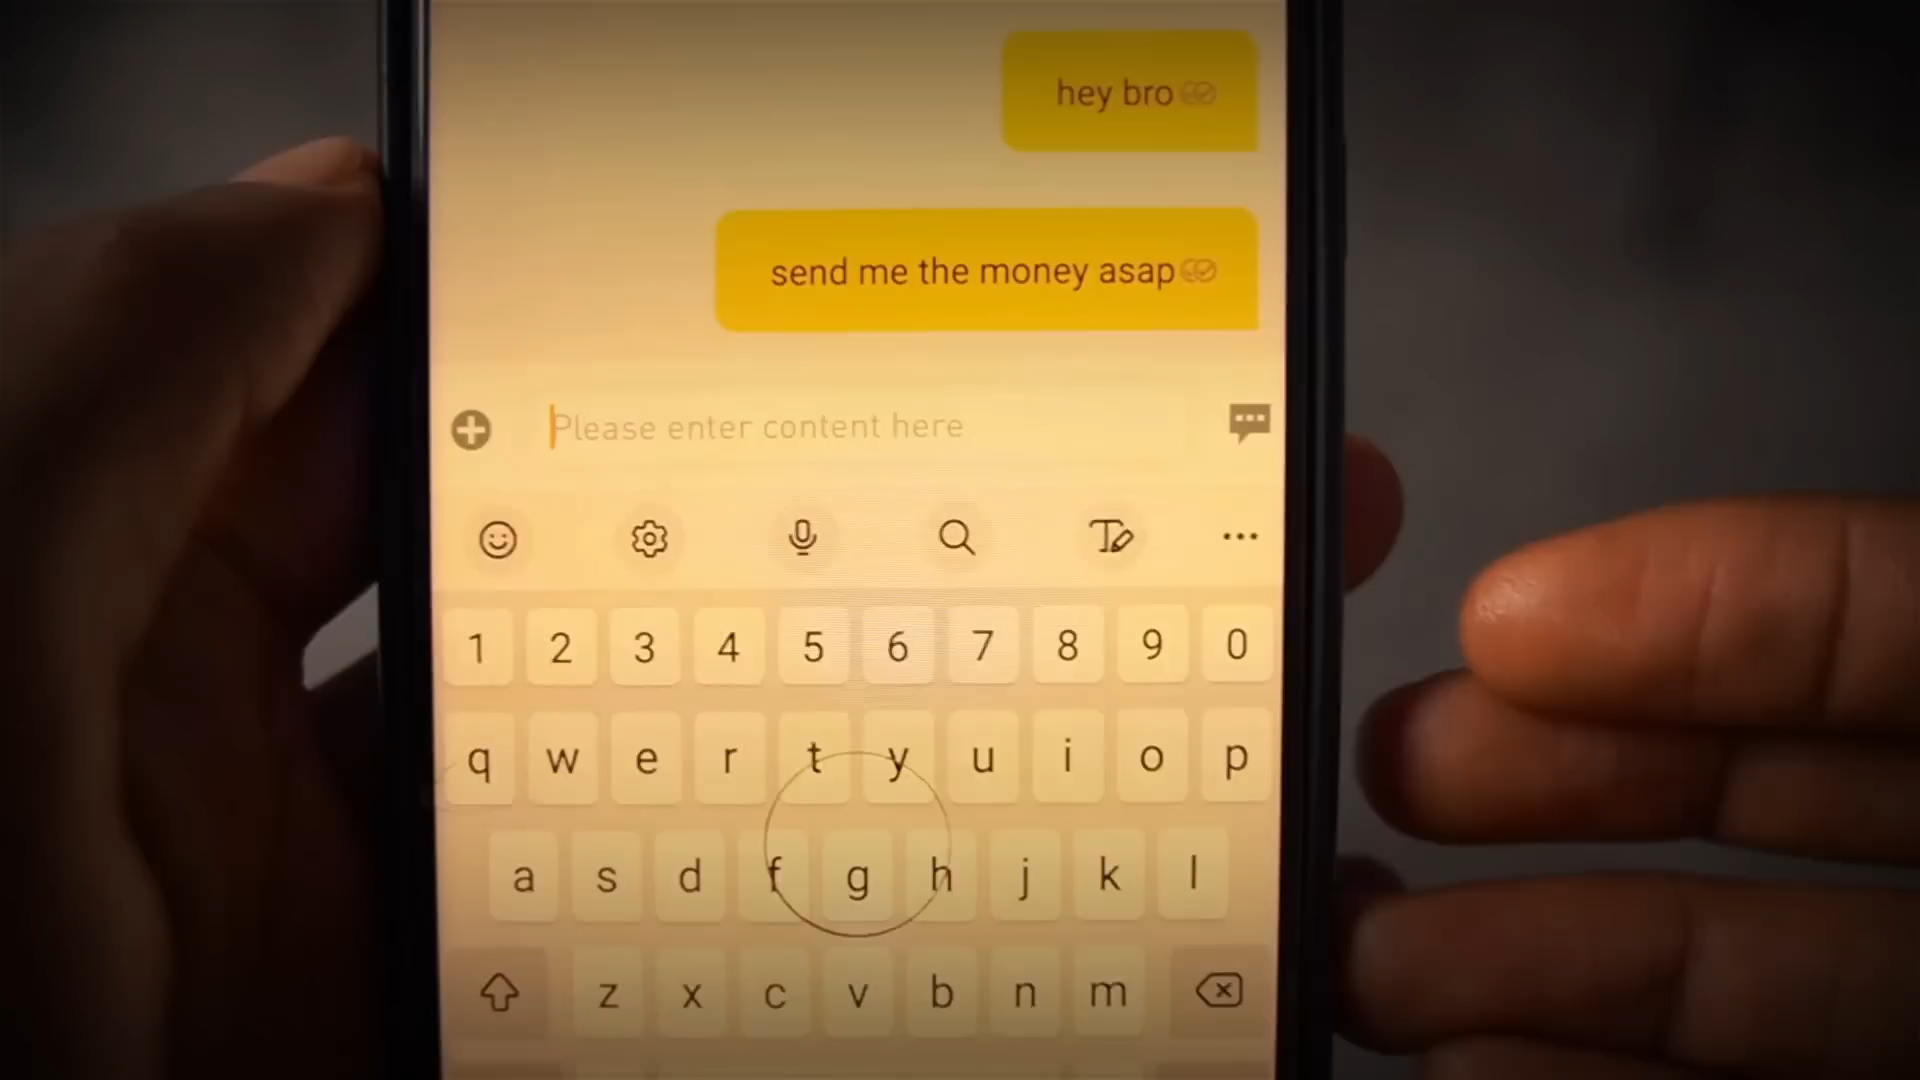 hey bro
send me the money asap
Please enter content here
1 2 3 4 5 6 7 8 9 0
q w e r t y u i o p
a s d f g h j k l
z x c v b n m